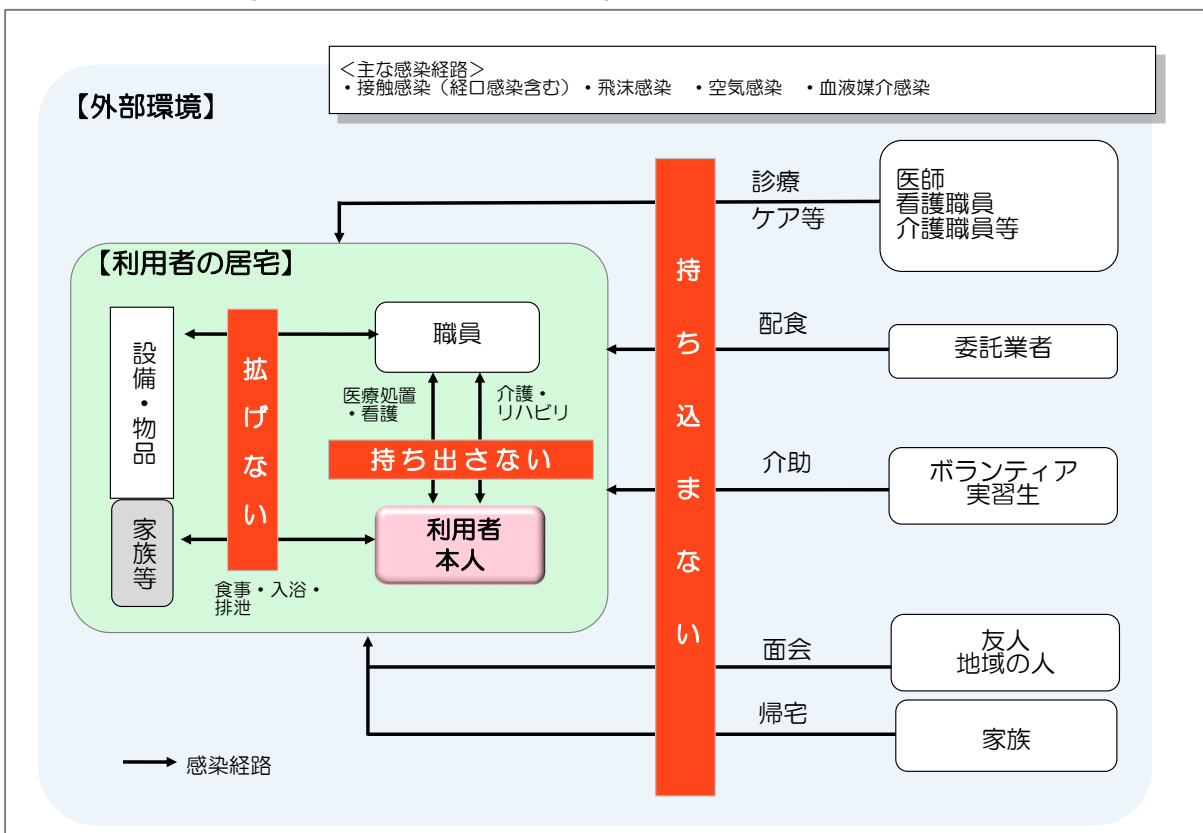 ＜主な感染経路＞
・接触感染（経口感染含む）・飛沫感染　・空気感染　・血液媒介感染
【外部環境】
診療
ケア等
医師
看護職員
介護職員等
【利用者の居宅】
持ち込まない
設備・物品
拡げない
職員
配食
委託業者
医療処置
・看護
介護・
リハビリ
持ち出さない
介助
ボランティア
実習生
家族等
利用者
本人
食事・入浴・
排泄
面会
友人
地域の人
帰宅
家族
感染経路